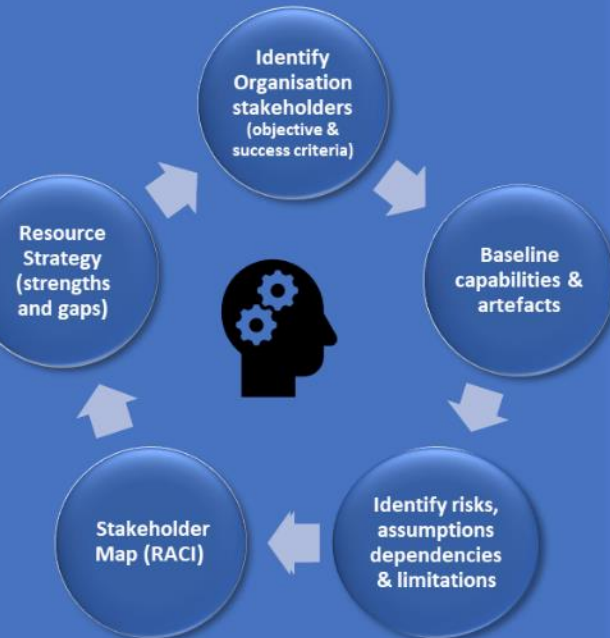 Identify
Organisation
stakeholders
(objective &
success criteria)
Baseline
capabilities &
artefacts
Identify risks,
assumptions
dependencies
& limitations
Stakeholder
Map (RACI)
Resource
Strategy
(strengths
and gaps)